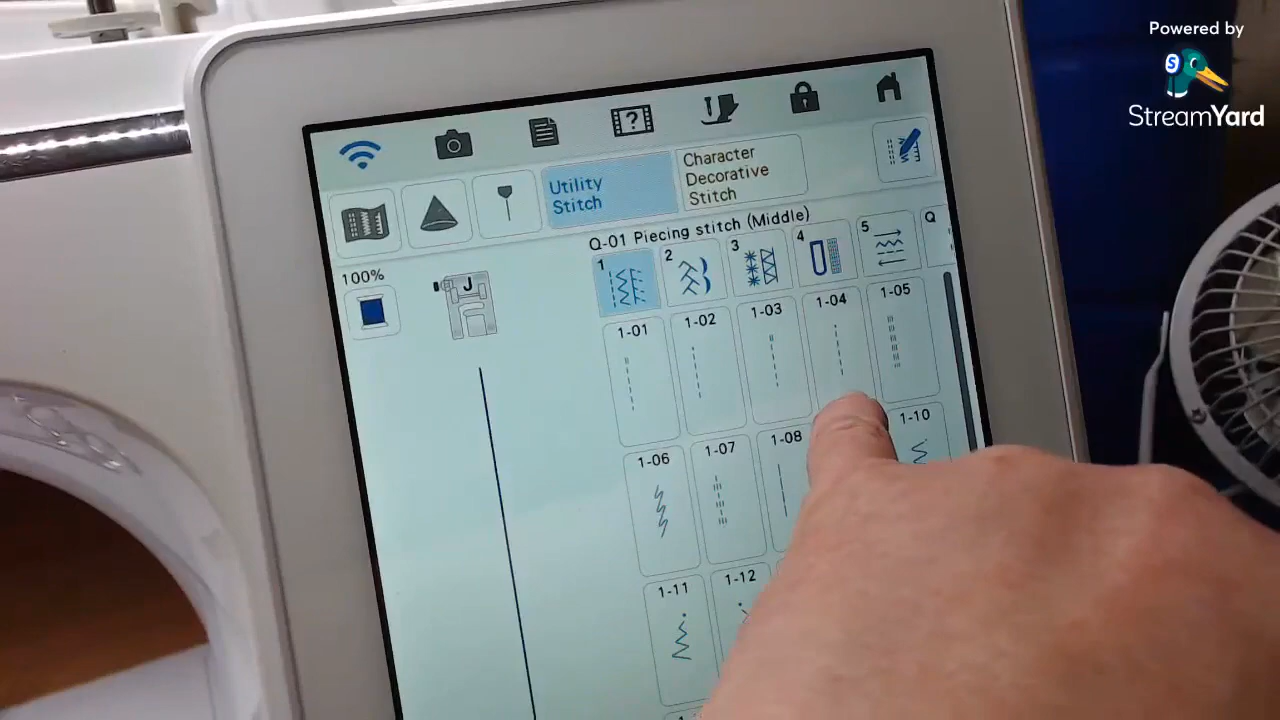 Powered by
S
StreamYard
?
Utility
Stitch
Character
Decorative
Stitch
Q-01 Piecing stitch (Middle)
100%
J
1 2 3 4 5 Q
1-01 1-02 1-03 1-04 1-05
1-06 1-07 1-08 1-10
1-11 1-12